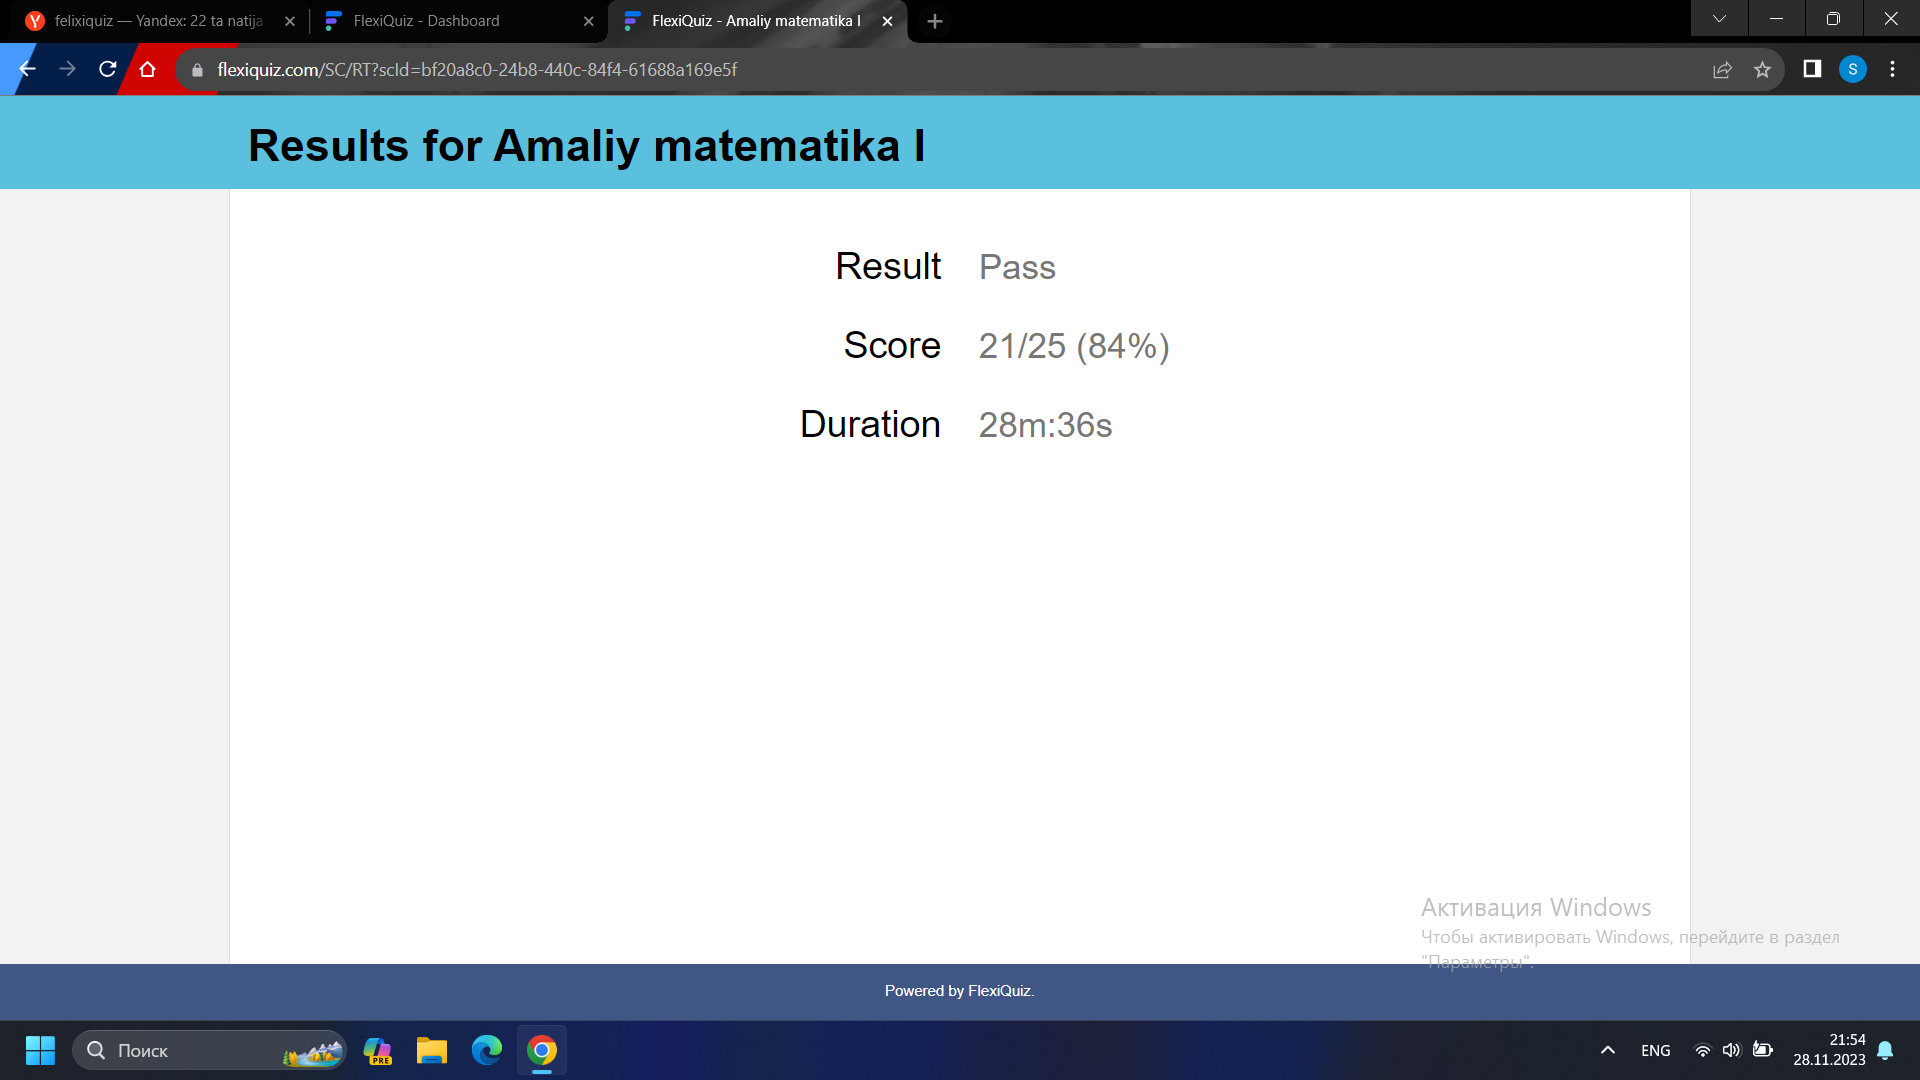 felixiquiz — Yandex: 22 ta natija
FlexiQuiz - Dashboard
FlexiQuiz - Amaliy matematika I
flexiquiz.com/SC/RT?scId=bf20a8c0-24b8-440c-84f4-61688a169e5f
S
Results for Amaliy matematika I
Result Pass
Score 21/25 (84%)
Duration 28m:36s
Активация Windows
Чтобы активировать Windows, перейдите в раздел
"Параметры".
Powered by FlexiQuiz.
Поиск
PRE
ENG
21:54
28.11.2023